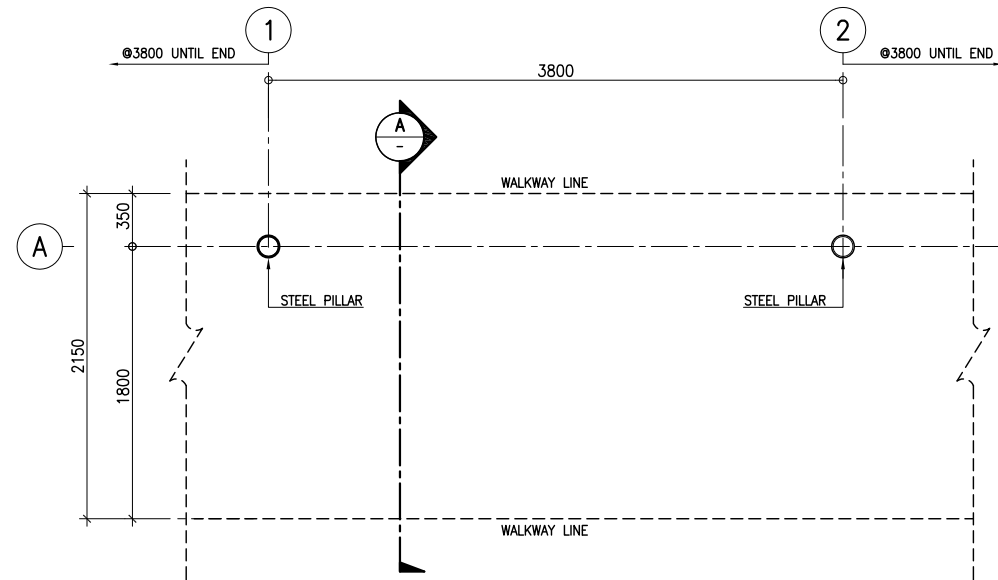 1
2
@3800 UNTIL END
@3800 UNTIL END
3800
A
-
WALKWAY LINE
350
A
STEEL PILLAR
STEEL PILLAR
2150
1800
WALKWAY LINE